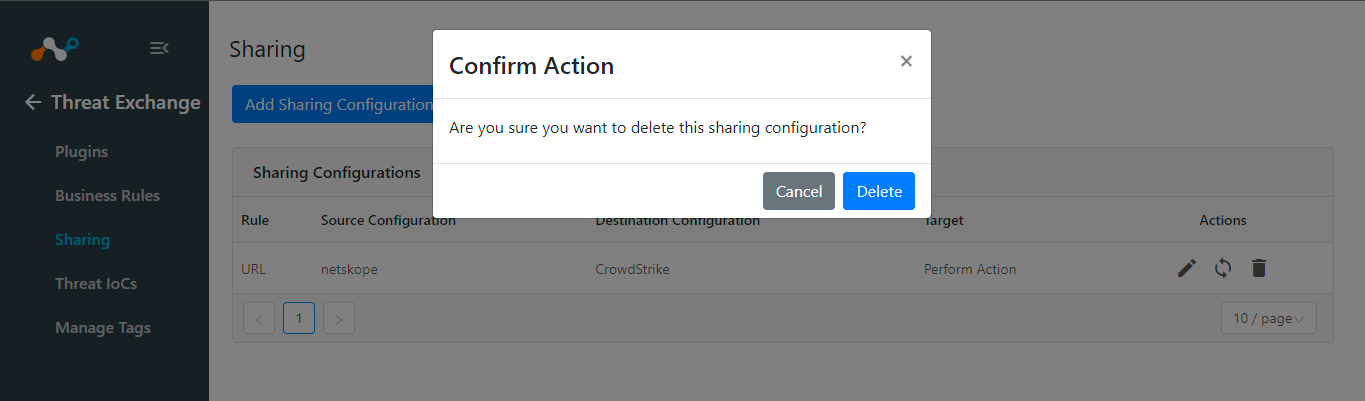 Threat Exchange
Plugins
Business Rules
Sharing
Threat IoCs
Manage Tags
Sharing
Add Sharing Configuration
Confirm Action
×
Are you sure you want to delete this sharing configuration?
Cancel Delete
Sharing Configurations
Rule Source Configuration Destination Configuration Target Actions
URL netskope CrowdStrike Perform Action
< 1 > 10 / page